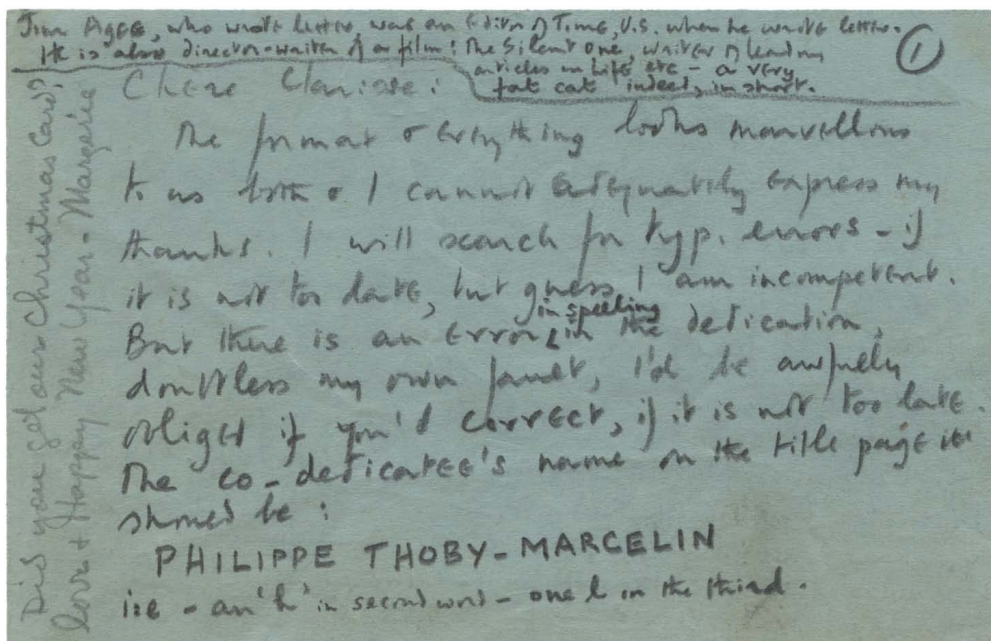 Jim Agee, who wrote letter, was an Editor of Time, U.S. when he wrote letter.
He is also director-writer of a film: The Silent One, writer of leading
articles in Life, etc - a very
fat cat indeed, in short.
1
Chere Clarisse:
The format & Everything looks marvellous
to us both & I cannot adequately express my
thanks. I will search for typ. errors - if
it is not too late, but guess I am incompetent.
in spelling
But there is an Error in the dedication,
doubtless my own fault, I'd be awfully
obliged if you'd correct, if it is not too late.
The co-dedicatee's name on the title page
should be:
PHILIPPE THOBY-MARCELIN
ie - an 'h' in second word - one l in the third.
Did you get our Christmas Card?
love & Happy New Year - Margerie